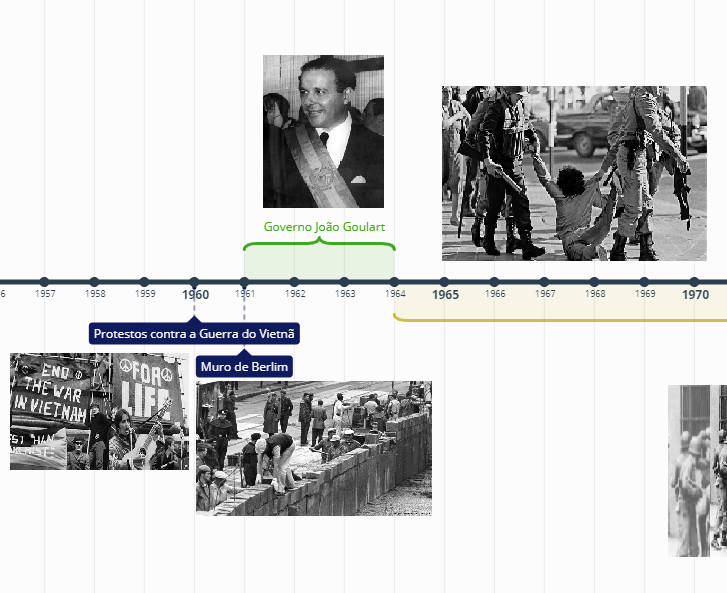 Governo João Goulart
6
1957
1958
1959
1960
1961
1962
1963
1964
1965
1966
1967
1968
1969
1970
Protestos contra a Guerra do Vietnã
Muro de Berlim
END
THE WAR
IN VIETNAM
FOR
LIFE